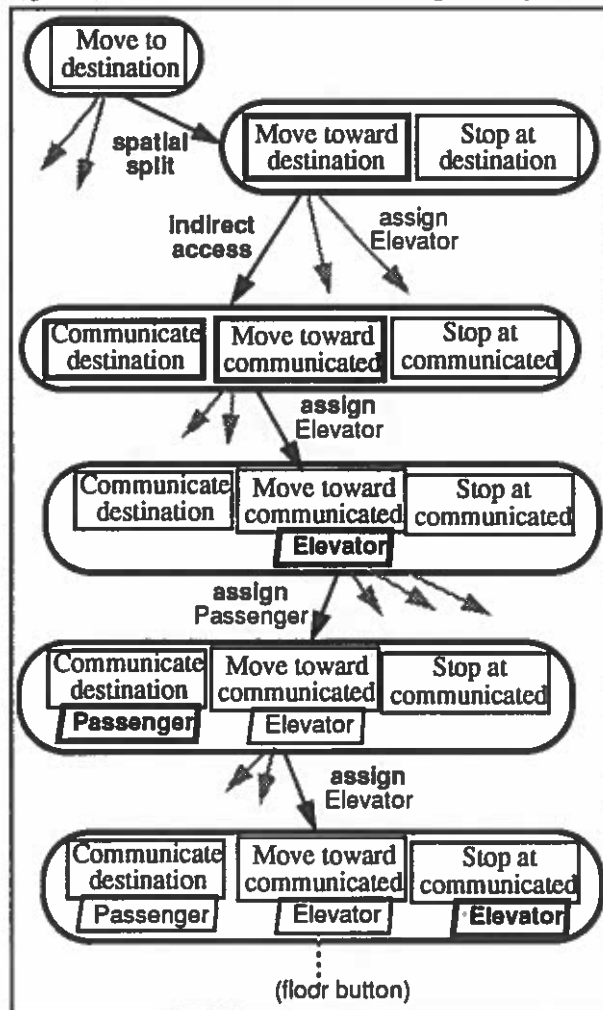 Move to
destination
spatial
split
Move toward
destination
Stop at
destination
Indirect
access
assign
Elevator
Communicate
destination
Move toward
communicated
Stop at
communicated
assign
Elevator
Communicate
destination
Move toward
communicated
Elevator
Stop at
communicated
assign
Passenger
Communicate
destination
Passenger
Move toward
communicated
Elevator
Stop at
communicated
assign
Elevator
Communicate
destination
Passenger
Move toward
communicated
Elevator
Stop at
communicated
Elevator
(floor button)